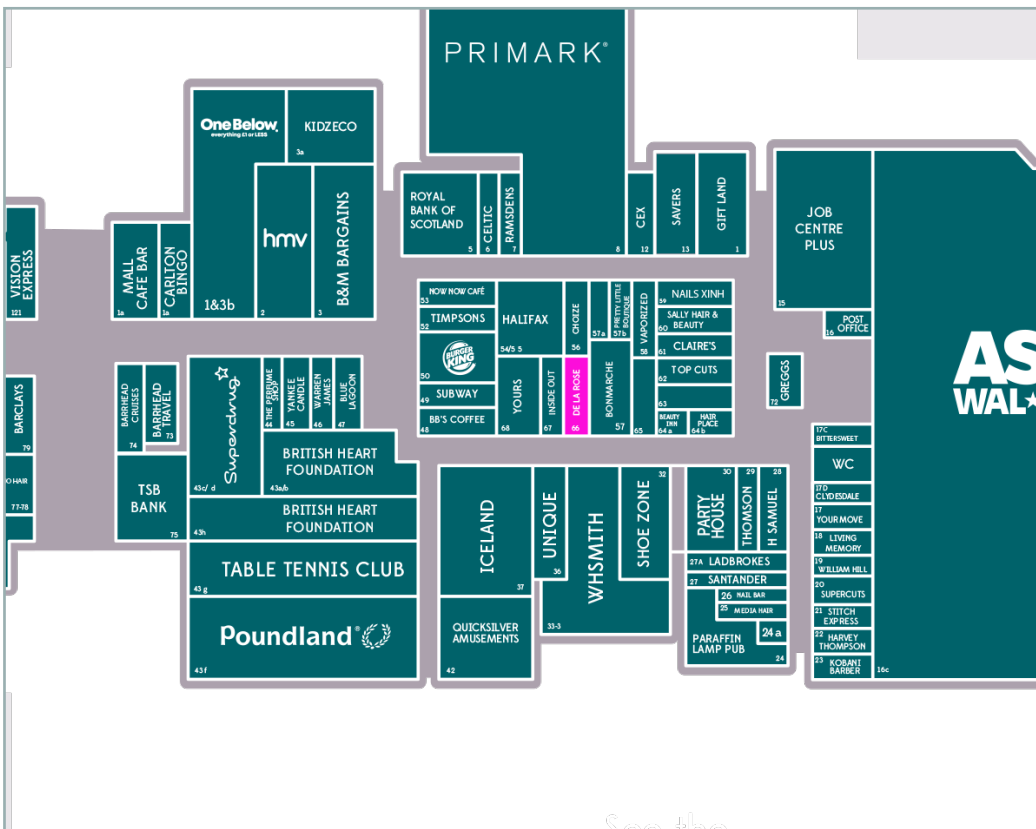 PRIMARK®
One Below.
everything £1 or LESS
KIDZECO
3a
hmv
2
B&M BARGAINS
3
1&3b
ROYAL
BANK OF
SCOTLAND
5
CELTIC
6
RAMSDENS
7
8
CEX
12
SAVERS
13
GIFT LAND
1
JOB
CENTRE
PLUS
15
POST
OFFICE
16
VISION
EXPRESS
121
MALL
CAFE BAR
1a
CARLTON
BINGO
1a
NOW NOW CAFÉ
53
TIMPSONS
52
BURGER
KING
50
SUBWAY
49
BB'S COFFEE
48
HALIFAX
54/5 5
YOURS
68
INSIDE OUT
67
CHOIZE
56
DE LA ROSE
66
57a
PRETTY LITTLE
BOUTIQUE
57b
BONMARCHE
57
VAPORIZED
58
65
NAILS XINH
59
SALLY HAIR &
BEAUTY
60
CLAIRE'S
61
TOP CUTS
62
63
BEAUTY
INN
64a
HAIR
PLACE
64b
GREGGS
72
AS
WAL
16c
BARCLAYS
79
O HAIR
77-78
BARRHEAD
CRUISES
74
BARRHEAD
TRAVEL
73
TSB
BANK
75
Superdrug
43c/ d
THE PERFUME
SHOP
44
YANKEE
CANDLE
45
WARREN
JAMES
46
BLUE
LAGOON
47
BRITISH HEART
FOUNDATION
43a/b
BRITISH HEART
FOUNDATION
43h
TABLE TENNIS CLUB
43 g
Poundland®
43f
ICELAND
37
UNIQUE
36
WHSMITH
33-3
SHOE ZONE
32
QUICKSILVER
AMUSEMENTS
42
PARTY
HOUSE
30
THOMSON
29
H SAMUEL
28
27A LADBROKES
27 SANTANDER
26 NAIL BAR
25 MEDIA HAIR
24 a
PARAFFIN
LAMP PUB
24
17C
BITTERSWEET
WC
17D
CLYDESDALE
17
YOUR MOVE
18 LIVING
MEMORY
19
WILLIAM HILL
20
SUPERCUTS
21 STITCH
EXPRESS
22 HARVEY
THOMPSON
23 KOBANI
BARBER
See the